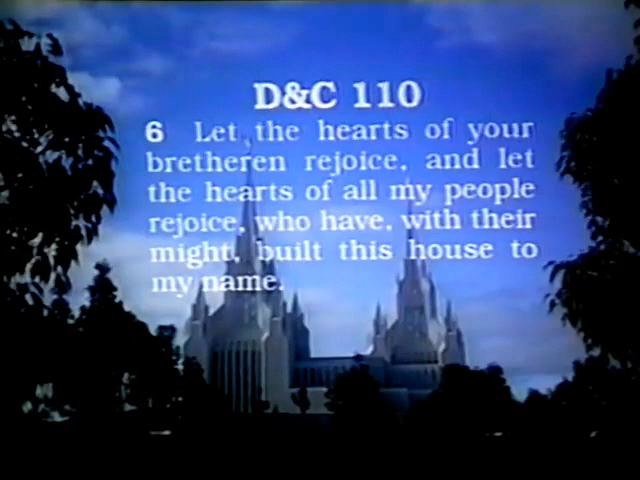 D&C 110
6 Let the hearts of your
bretheren rejoice, and let
the hearts of all my people
rejoice, who have, with their
might, built this house to
my name.